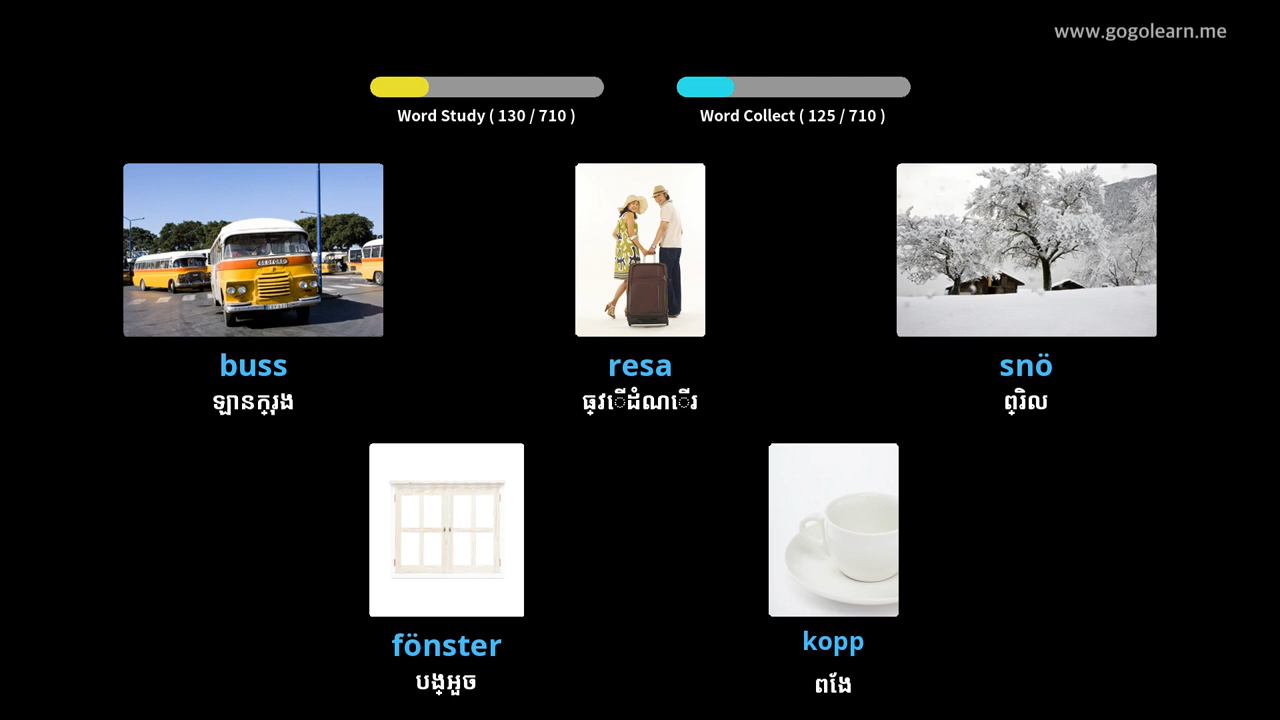 www.gogolearn.me
Word Study ( 130 / 710 )
Word Collect ( 125 / 710 )
BEDFORD
buss
resa
snö
ឡានក្រុង
ធ្វើដំណើរ
ព្រិល
fönster
kopp
បង្អួច
ពែង